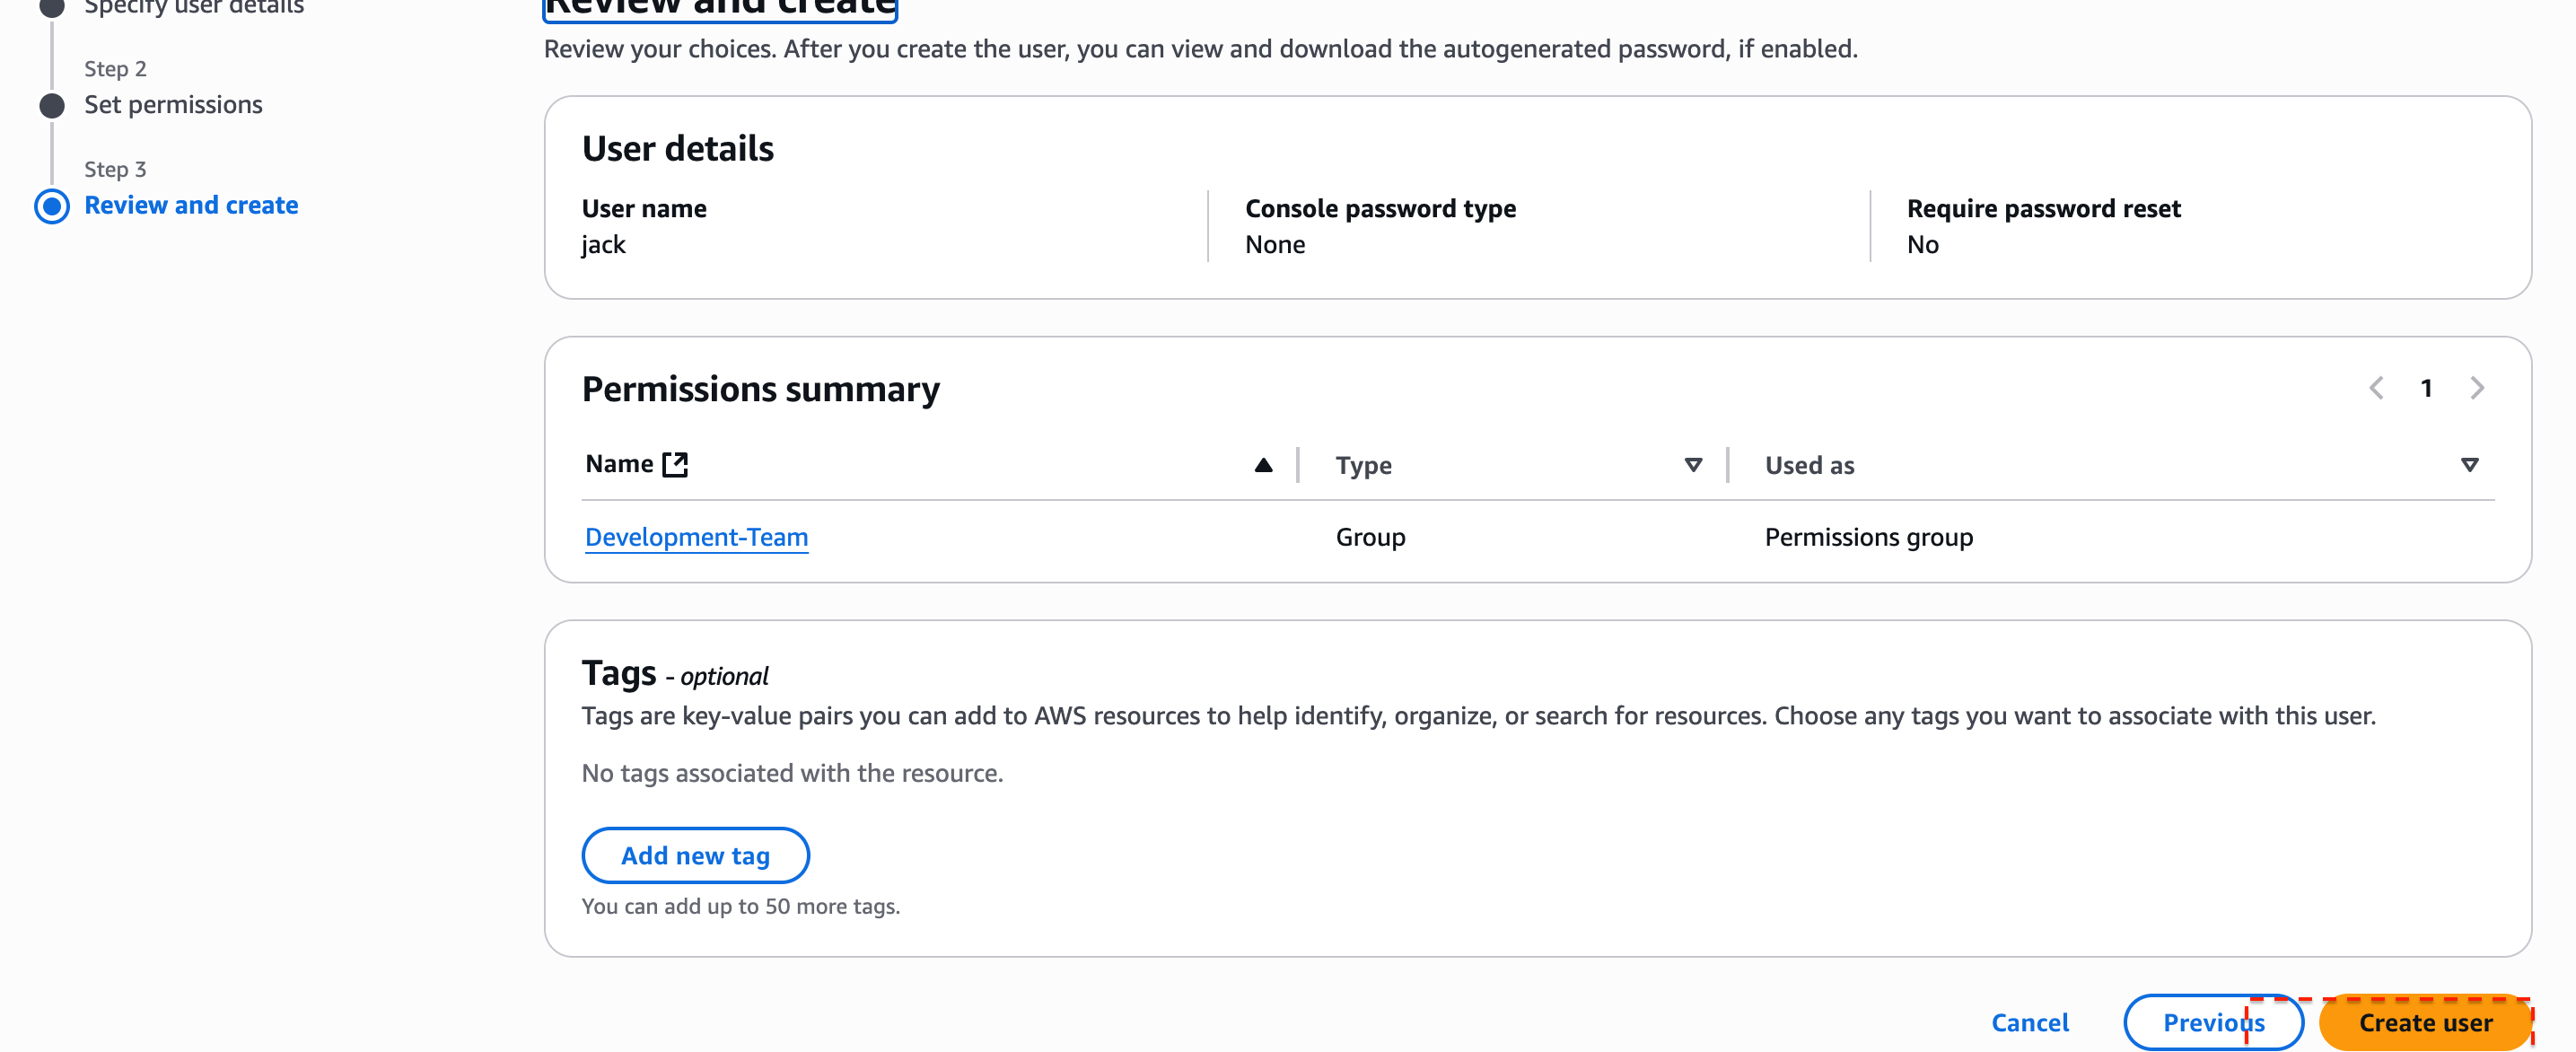 Specify user details
Step 2
Set permissions
Step 3
Review and create
Review and create
Review your choices. After you create the user, you can view and download the autogenerated password, if enabled.
User details
User name
jack
Console password type
None
Require password reset
No
Permissions summary
1
Name
Type
Used as
Development-Team
Group
Permissions group
Tags - optional
Tags are key-value pairs you can add to AWS resources to help identify, organize, or search for resources. Choose any tags you want to associate with this user.
No tags associated with the resource.
Add new tag
You can add up to 50 more tags.
Cancel
Previous
Create user